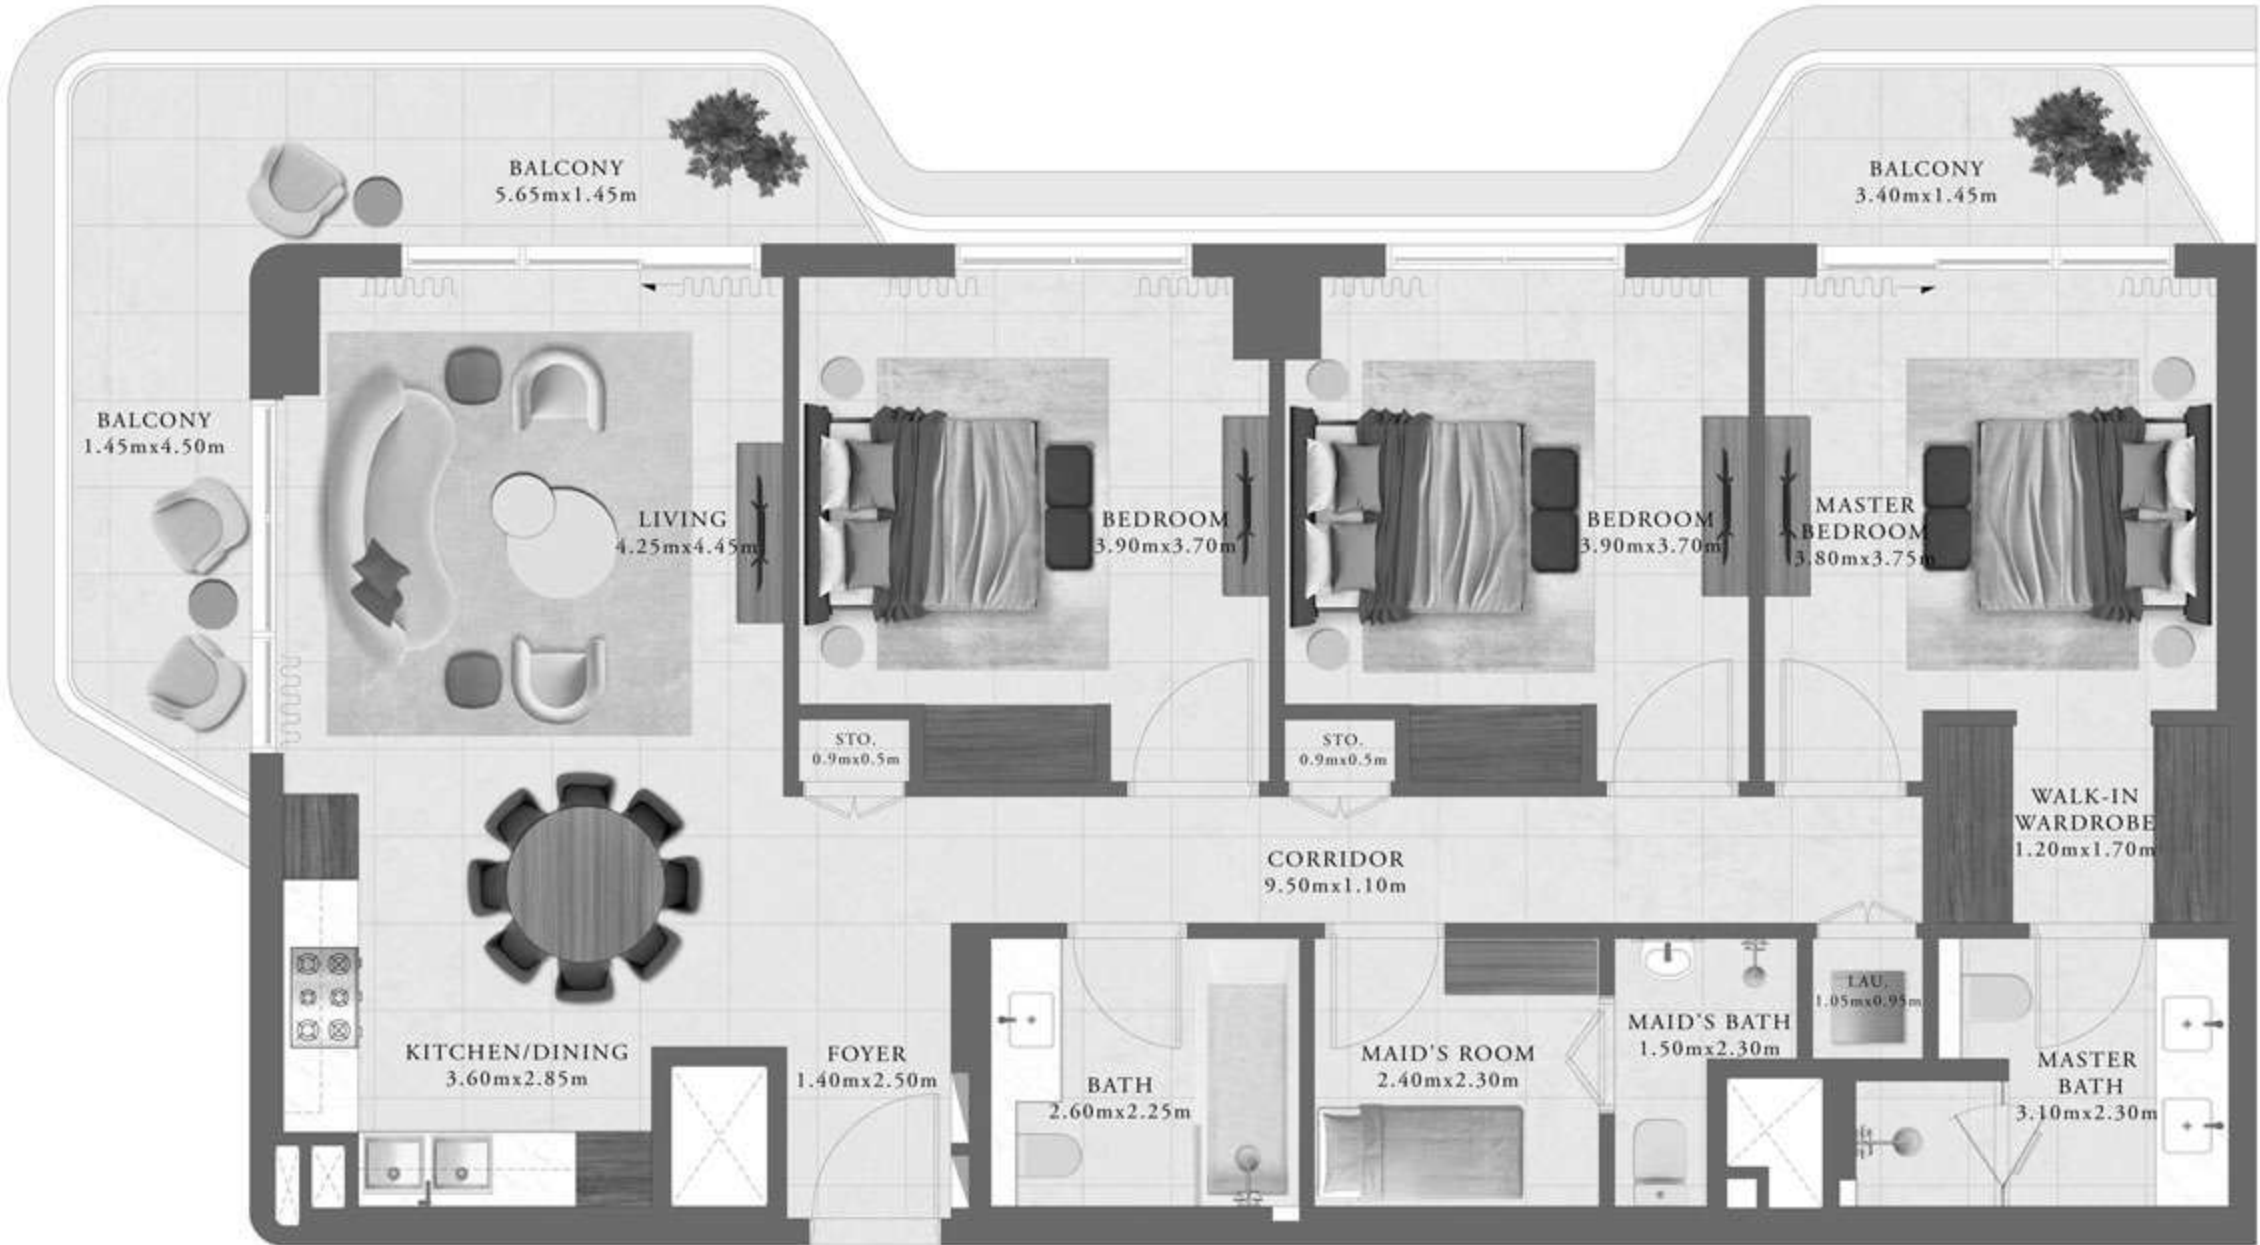 BALCONY
5.65mx1.45m
BALCONY
3.40mx1.45m
BALCONY
1.45mx4.50m
LIVING
4.25mx4.45m
BEDROOM
3.90mx3.70m
BEDROOM
3.90mx3.70m
MASTER
BEDROOM
3.80mx3.75m
STO.
0.9mx0.5m
STO.
0.9mx0.5m
WALK-IN
WARDROBE
1.20mx1.70m
CORRIDOR
9.50mx1.10m
KITCHEN/DINING
3.60mx2.85m
FOYER
1.40mx2.50m
BATH
2.60mx2.25m
MAID'S ROOM
2.40mx2.30m
MAID'S BATH
1.50mx2.30m
LAU.
1.05mx0.95m
MASTER
BATH
3.10mx2.30m